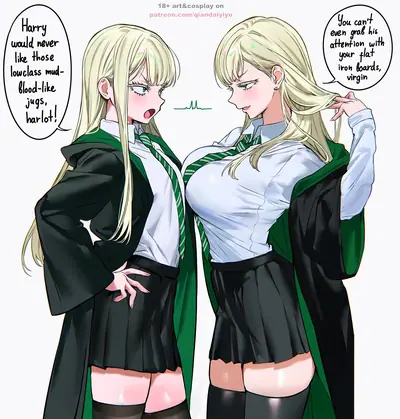 18+ art&cosplay on
patreon.com/qiandaiyiyu
Harry
would never
like those
lowclass mud-
blood-like
jugs,
harlot!
You can't
even grab his
attention with
your flat
iron boards,
virgin